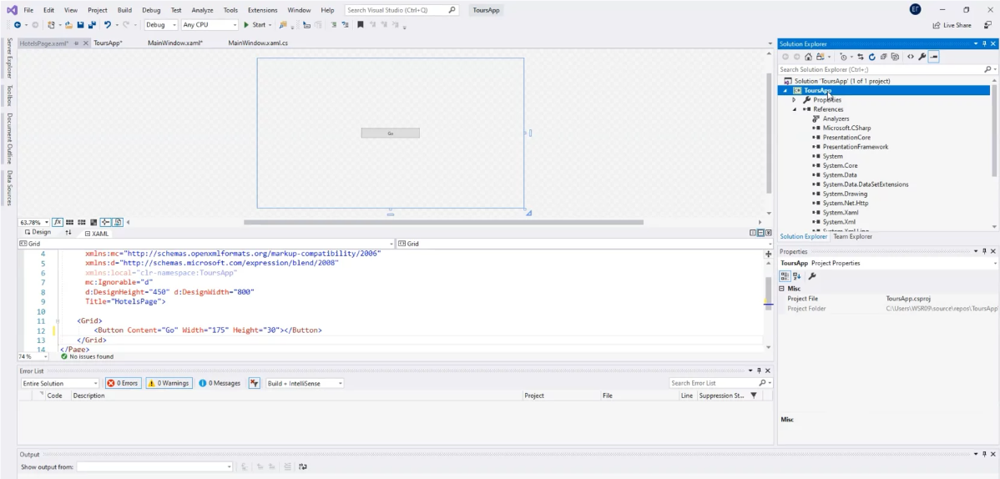 File Edit View Project Build Debug Test Analyze Tools Extensions Window Help Search Visual Studio (Ctrl+Q) ToursApp
Debug Any CPU Start Live Share
HotelsPage.xaml* ToursApp* MainWindow.xaml* MainWindow.xaml.cs
Server Explorer
Toolbox
Document Outline
Data Sources
Go
63.78%
Design XAML
Grid Grid
4 xmlns:mc="http://schemas.openxmlformats.org/markup-compatibility/2006"
5 xmlns:d="http://schemas.microsoft.com/expression/blend/2008"
6 xmlns:local="clr-namespace:ToursApp"
7 mc:Ignorable="d"
8 d:DesignHeight="450" d:DesignWidth="800"
9 Title="HotelsPage">
10
11 <Grid>
12 <Button Content="Go" Width="175" Height="30"></Button>
13 </Grid>
14 </Page>
74 % No issues found
Error List
Entire Solution 0 Errors 0 Warnings 0 Messages Build + IntelliSense Search Error List
Code Description Project File Line Suppression St...
Output
Show output from:
Solution Explorer
Search Solution Explorer (Ctrl+;)
Solution 'ToursApp' (1 of 1 project)
ToursApp
Properties
References
Analyzers
Microsoft.CSharp
PresentationCore
PresentationFramework
System
System.Core
System.Data
System.Data.DataSetExtensions
System.Drawing
System.Net.Http
System.Xaml
System.Xml
System.Xml.Linq
Solution Explorer Team Explorer
Properties
ToursApp Project Properties
Misc
Project File ToursApp.csproj
Project Folder C:\Users\WSR09\source\repos\ToursApp
Misc